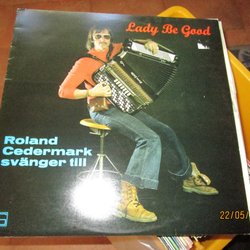 Lady Be Good
Roland
Cedermark
svänger till
22/05